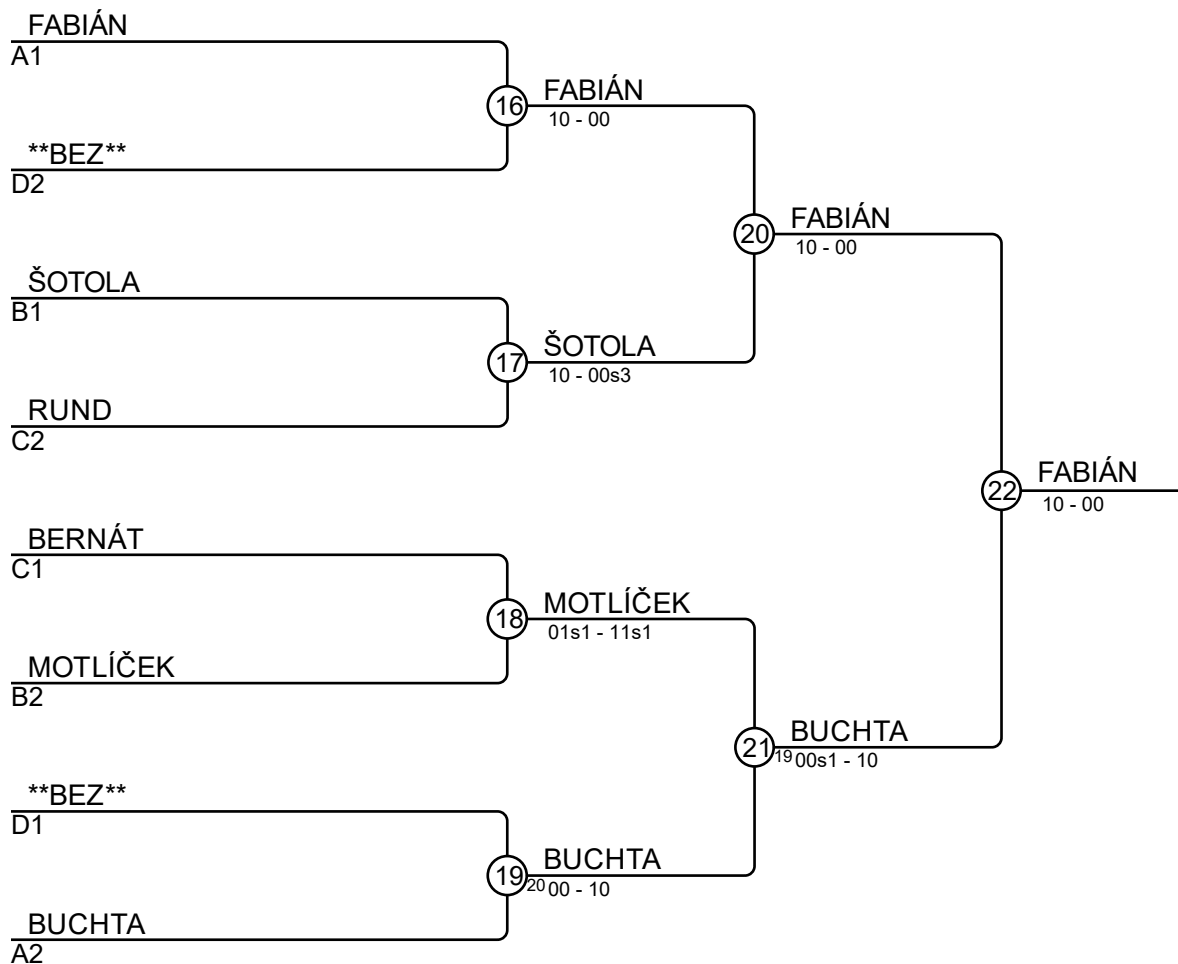 FABIÁN
A1
16
FABIÁN
10 - 00
**BEZ**
D2
20
FABIÁN
10 - 00
ŠOTOLA
B1
17
ŠOTOLA
10 - 00s3
RUND
C2
22
FABIÁN
10 - 00
BERNÁT
C1
18
MOTLÍČEK
01s1 - 11s1
MOTLÍČEK
B2
21
BUCHTA
19 00s1 - 10
**BEZ**
D1
19
BUCHTA
20 00 - 10
BUCHTA
A2